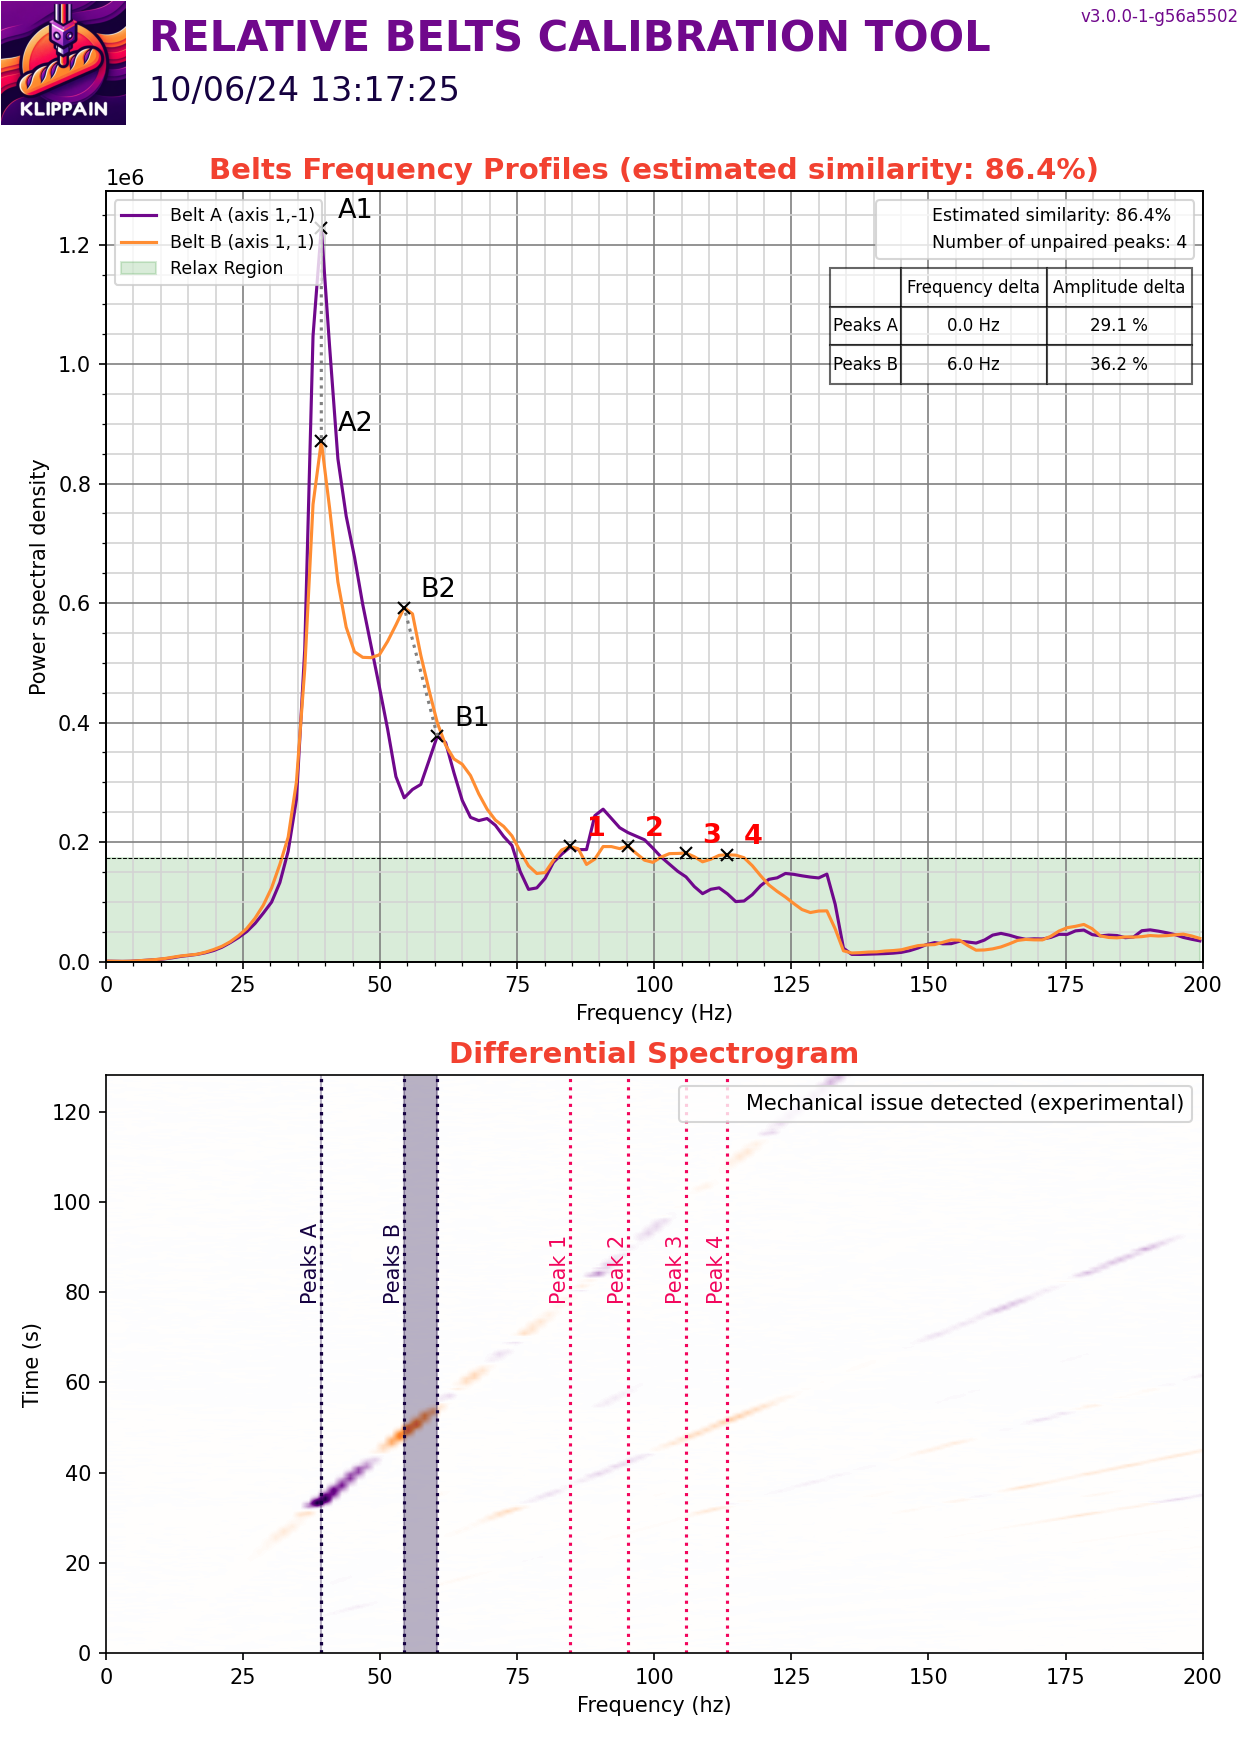 KLIPPAIN
RELATIVE BELTS CALIBRATION TOOL
v3.0.0-1-g56a5502
10/06/24 13:17:25
Belts Frequency Profiles (estimated similarity: 86.4%)
1e6
Belt A (axis 1,-1)
Belt B (axis 1, 1)
Relax Region
A1
A2
B2
B1
1 2 3 4
Estimated similarity: 86.4%
Number of unpaired peaks: 4
Frequency delta Amplitude delta
Peaks A 0.0 Hz 29.1 %
Peaks B 6.0 Hz 36.2 %
Power spectral density
1.2
1.0
0.8
0.6
0.4
0.2
0.0
0 25 50 75 100 125 150 175 200
Frequency (Hz)
Differential Spectrogram
Mechanical issue detected (experimental)
Peaks A
Peaks B
Peak 1
Peak 2
Peak 3
Peak 4
Time (s)
120
100
80
60
40
20
0
0 25 50 75 100 125 150 175 200
Frequency (hz)